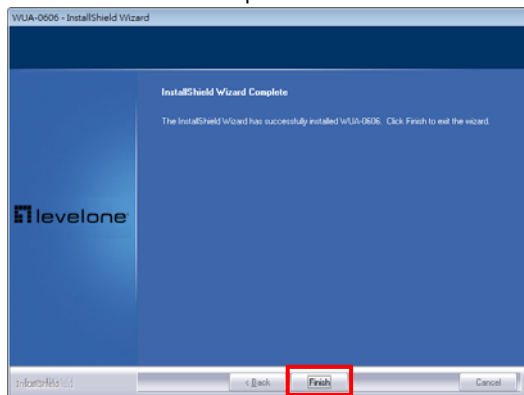 WUA-0606 - InstallShield Wizard
InstallShield Wizard Complete
The InstallShield Wizard has successfully installed WUA-0606. Click Finish to exit the wizard.
levelone
InstallShield
< Back
Finish
Cancel